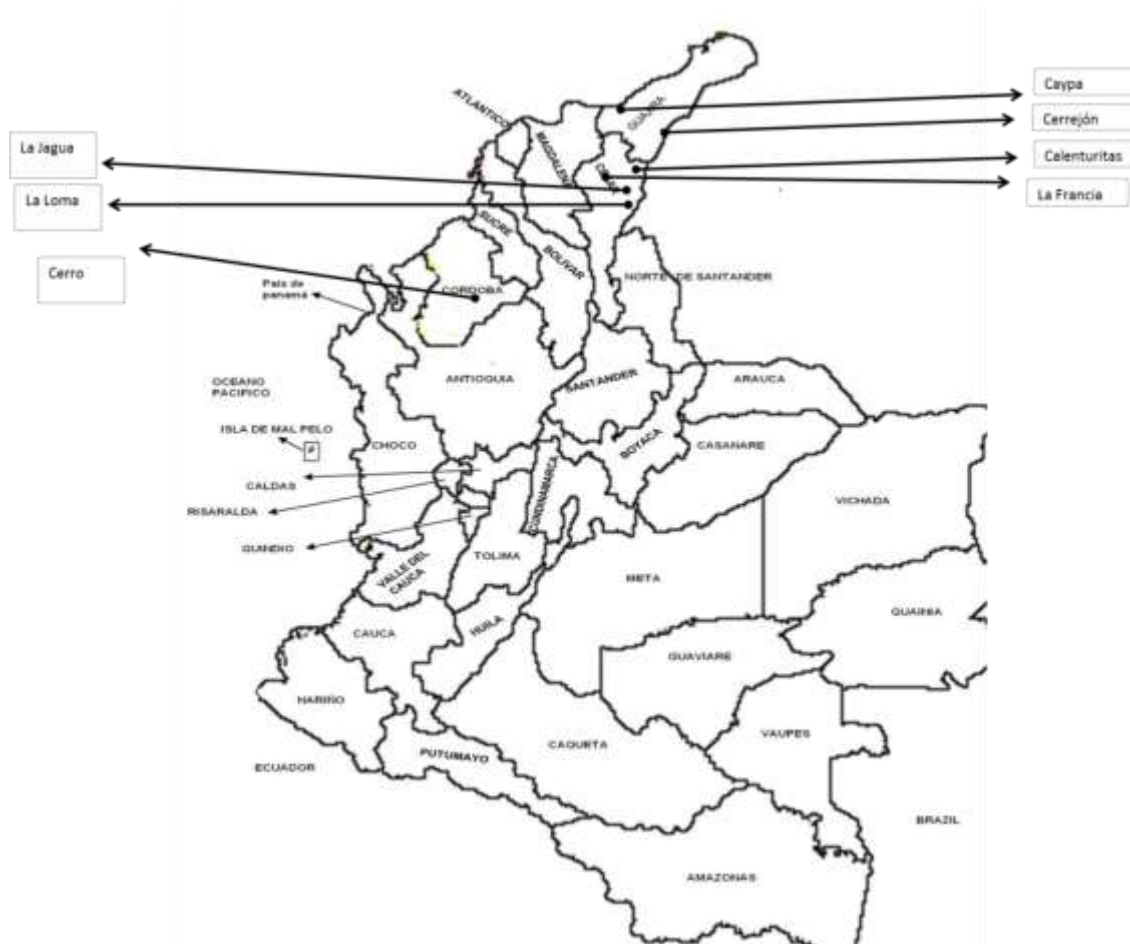 Caypa
ATLANTICO
GUAJIRA
Cerrejón
La Jagua
MAGDALENA
Calenturitas
La Francia
La Loma
SUCRE
BOLIVAR
Cerro
NORTE DE SANTANDER
País de
panamá
CORDOBA
ANTIOQUIA
SANTANDER
ARAUCA
OCEANO
PACIFICO
ISLA DE MAL PELO
CHOCO
BOYACA
CASANARE
CALDAS
CUNDINAMARCA
VICHADA
RISARALDA
QUINDIO
TOLIMA
VALLE DEL
CAUCA
META
GUAINIA
CAUCA
HUILA
GUAVIARE
NARIÑO
VAUPES
CAQUETA
PUTUMAYO
ECUADOR
BRAZIL
AMAZONAS